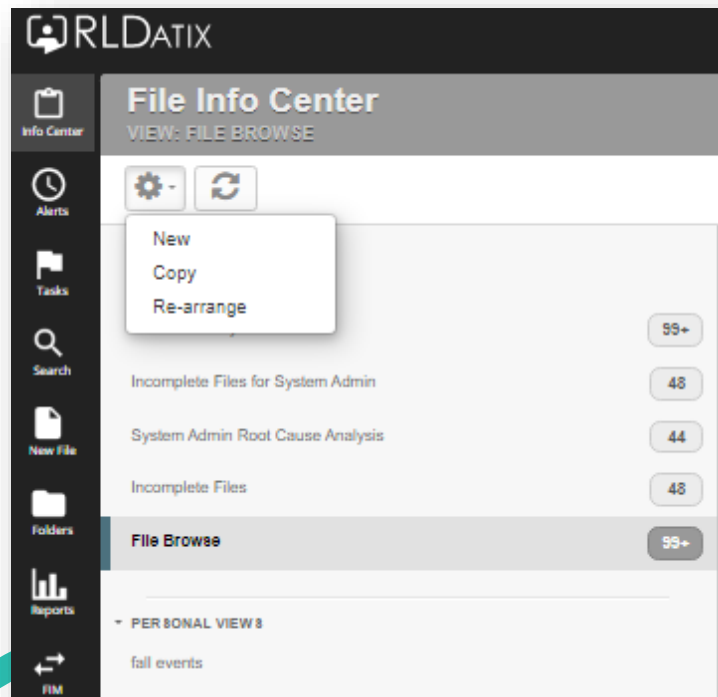 RLDATIX
Info Center
File Info Center
VIEW: FILE BROWSE
Alerts
New
Copy
Re-arrange
Tasks
99+
Search
Incomplete Files for System Admin 48
System Admin Root Cause Analysis 44
New File
Incomplete Files 48
Folders
File Browse 99+
Reports
PERSONAL VIEWS
fall events
FIM